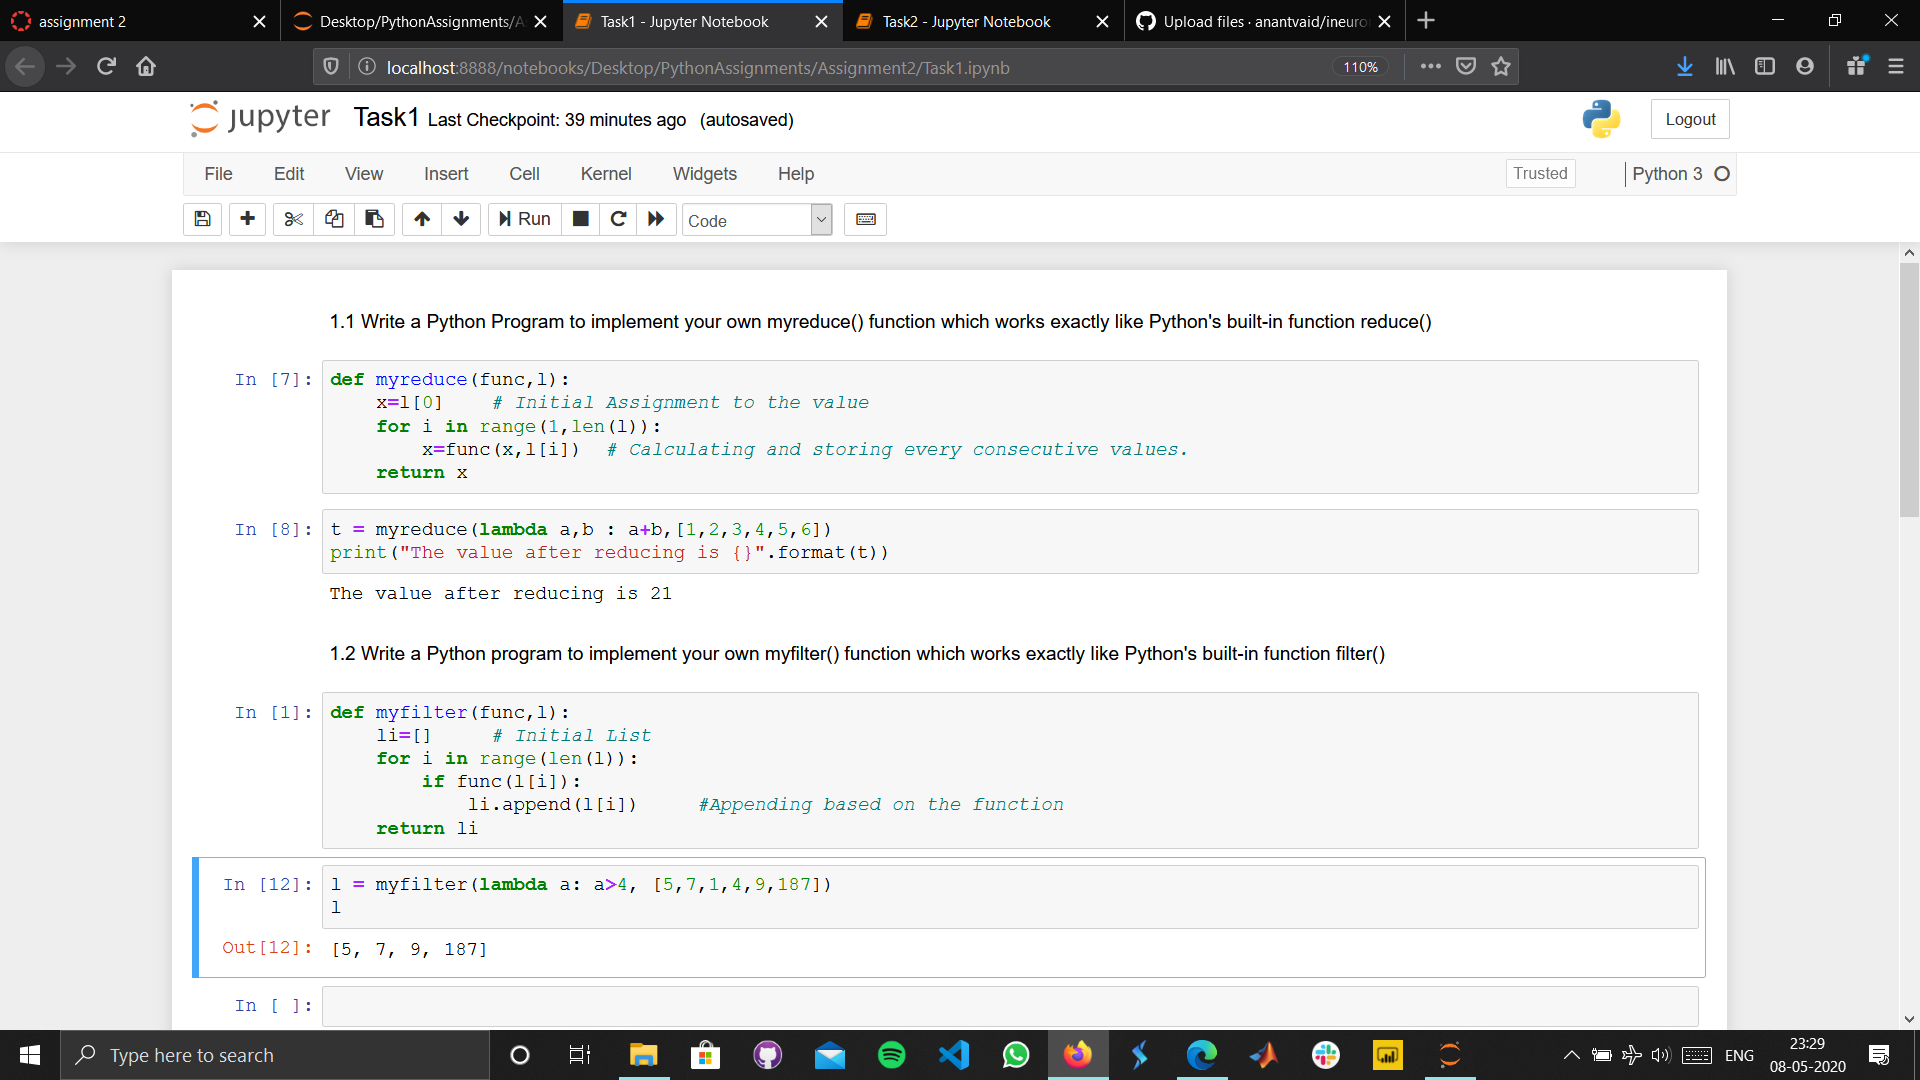 assignment 2
Desktop/PythonAssignments/A
Task1 - Jupyter Notebook
Task2 - Jupyter Notebook
Upload files · anantvaid/ineuro
localhost:8888/notebooks/Desktop/PythonAssignments/Assignment2/Task1.ipynb
110%
jupyter Task1 Last Checkpoint: 39 minutes ago (autosaved)
Logout
File Edit View Insert Cell Kernel Widgets Help
Trusted
Python 3
Run
Code
1.1 Write a Python Program to implement your own myreduce() function which works exactly like Python's built-in function reduce()
In [7]: def myreduce(func,l):
    x=l[0]    # Initial Assignment to the value
    for i in range(1,len(l)):
        x=func(x,l[i])  # Calculating and storing every consecutive values.
    return x
In [8]: t = myreduce(lambda a,b : a+b,[1,2,3,4,5,6])
print("The value after reducing is {}".format(t))
The value after reducing is 21
1.2 Write a Python program to implement your own myfilter() function which works exactly like Python's built-in function filter()
In [1]: def myfilter(func,l):
    li=[]     # Initial List
    for i in range(len(l)):
        if func(l[i]):
            li.append(l[i])     #Appending based on the function
    return li
In [12]: l = myfilter(lambda a: a>4, [5,7,1,4,9,187])
l
Out[12]: [5, 7, 9, 187]
In [ ]:
Type here to search
ENG
23:29
08-05-2020